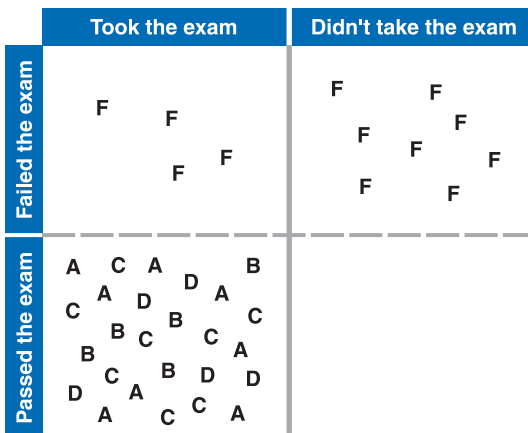 Took the exam Didn't take the exam
Failed the exam
F F F
F F
F F F
F F
F F
Passed the exam
A C A B
D
A D A
C B C
B C C
B A
C B D D
D A
A C C A